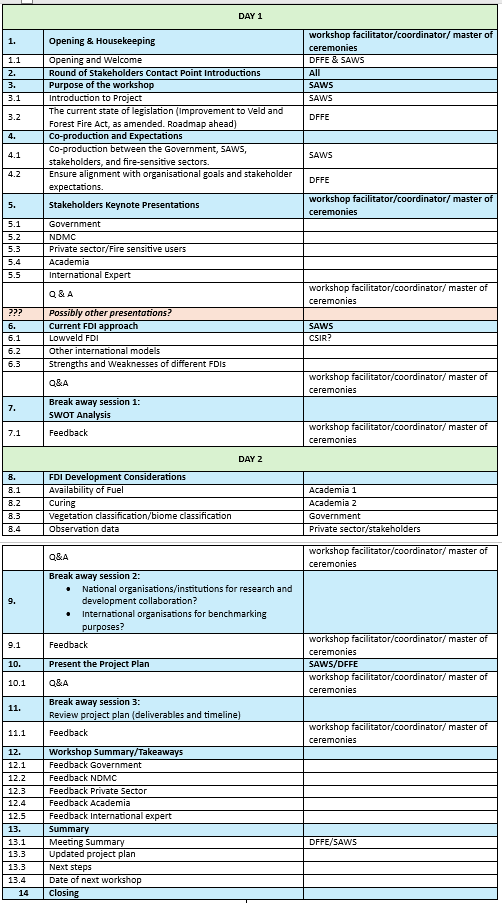 DAY 1
1. Opening & Housekeeping workshop facilitator/coordinator/ master of
ceremonies
1.1 Opening and Welcome DFFE & SAWS
2. Round of Stakeholders Contact Point Introductions All
3. Purpose of the workshop SAWS
3.1 Introduction to Project SAWS
3.2 The current state of legislation (Improvement to Veld and
Forest Fire Act, as amended. Roadmap ahead) DFFE
4. Co-production and Expectations
4.1 Co-production between the Government, SAWS,
stakeholders, and fire-sensitive sectors. SAWS
4.2 Ensure alignment with organisational goals and stakeholder
expectations. DFFE
5. Stakeholders Keynote Presentations workshop facilitator/coordinator/ master of
ceremonies
5.1 Government
5.2 NDMC
5.3 Private sector/Fire sensitive users
5.4 Academia
5.5 International Expert
Q & A workshop facilitator/coordinator/ master of
ceremonies
??? Possibly other presentations?
6. Current FDI approach SAWS
6.1 Lowveld FDI CSIR?
6.2 Other international models
6.3 Strengths and Weaknesses of different FDIs
Q&A workshop facilitator/coordinator/ master of
ceremonies
7. Break away session 1:
SWOT Analysis
7.1 Feedback workshop facilitator/coordinator/ master of
ceremonies
DAY 2
8. FDI Development Considerations
8.1 Availability of Fuel Academia 1
8.2 Curing Academia 2
8.3 Vegetation classification/biome classification Government
8.4 Observation data Private sector/stakeholders
Q&A workshop facilitator/coordinator/ master of
ceremonies
9. Break away session 2:
• National organisations/institutions for research and
development collaboration?
• International organisations for benchmarking
purposes?
9.1 Feedback workshop facilitator/coordinator/ master of
ceremonies
10. Present the Project Plan SAWS/DFFE
10.1 Q&A workshop facilitator/coordinator/ master of
ceremonies
11. Break away session 3:
Review project plan (deliverables and timeline)
11.1 Feedback workshop facilitator/coordinator/ master of
ceremonies
12. Workshop Summary/Takeaways
12.1 Feedback Government
12.2 Feedback NDMC
12.3 Feedback Private Sector
12.4 Feedback Academia
12.5 Feedback International expert
13. Summary
13.1 Meeting Summary DFFE/SAWS
13.3 Updated project plan
13.3 Next steps
13.4 Date of next workshop
14 Closing